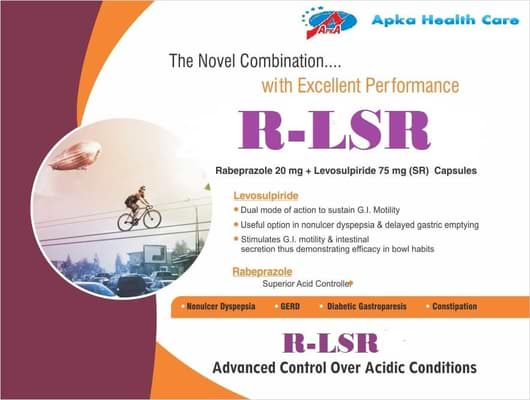 APKA
Apka Health Care
The Novel Combination....
with Excellent Performance
R-LSR
Rabeprazole 20 mg + Levosulpiride 75 mg (SR) Capsules
Levosulpiride
• Dual mode of action to sustain G.I. Motility
• Useful option in nonulcer dyspepsia & delayed gastric emptying
• Stimulates G.I. motility & intestinal
secretion thus demonstrating efficacy in bowl habits
Rabeprazole
Superior Acid Controller
• Nonulcer Dyspepsia • GERD • Diabetic Gastroparesis • Constipation
R-LSR
Advanced Control Over Acidic Conditions